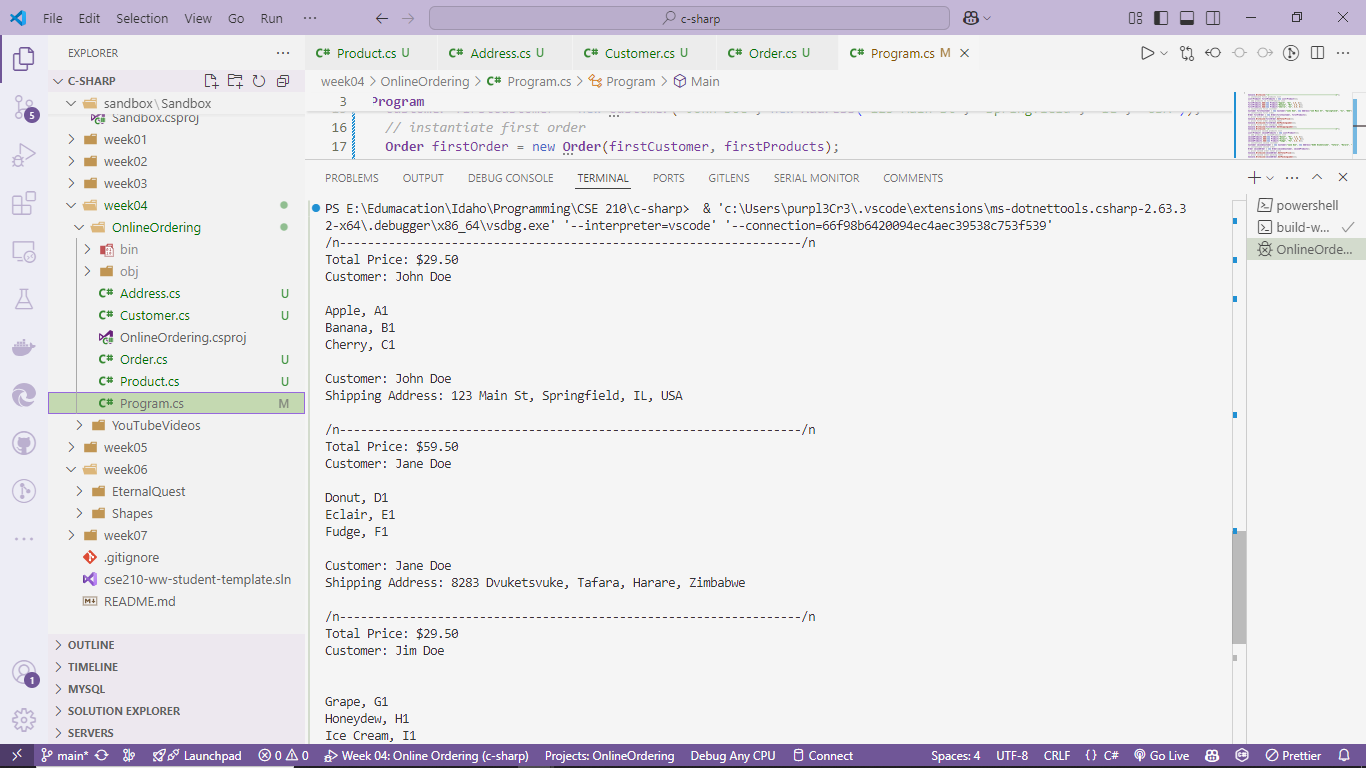 File Edit Selection View Go Run ··· c-sharp
EXPLORER ···
C-SHARP
sandbox \ Sandbox
Sandbox.csproj
week01
week02
week03
week04
OnlineOrdering
bin
obj
C# Address.cs U
C# Customer.cs U
OnlineOrdering.csproj
C# Order.cs U
C# Product.cs U
C# Program.cs M
YouTubeVideos
week05
week06
EternalQuest
Shapes
week07
.gitignore
cse210-ww-student-template.sln
README.md
OUTLINE
TIMELINE
MYSQL
SOLUTION EXPLORER
SERVERS
5
1
C# Product.cs U C# Address.cs U C# Customer.cs U C# Order.cs U C# Program.cs M
week04 > OnlineOrdering > C# Program.cs > Program > Main
3 Program
16 // instantiate first order
17 Order firstOrder = new Order(firstCustomer, firstProducts);
PROBLEMS OUTPUT DEBUG CONSOLE TERMINAL PORTS GITLENS SERIAL MONITOR COMMENTS
PS E:\Edumacation\Idaho\Programming\CSE 210\c-sharp>  & 'c:\Users\purpl3Cr3\.vscode\extensions\ms-dotnettools.csharp-2.63.3
2-x64\.debugger\x86_64\vsdbg.exe' '--interpreter=vscode' '--connection=66f98b6420094ec4aec39538c753f539'
/n------------------------------------------------------------------/n
Total Price: $29.50
Customer: John Doe
Apple, A1
Banana, B1
Cherry, C1
Customer: John Doe
Shipping Address: 123 Main St, Springfield, IL, USA
/n------------------------------------------------------------------/n
Total Price: $59.50
Customer: Jane Doe
Donut, D1
Eclair, E1
Fudge, F1
Customer: Jane Doe
Shipping Address: 8283 Dvuketsvuke, Tafara, Harare, Zimbabwe
/n------------------------------------------------------------------/n
Total Price: $29.50
Customer: Jim Doe
Grape, G1
Honeydew, H1
Ice Cream, I1
powershell
build-w...
OnlineOrde...
main* Launchpad 0 0 Week 04: Online Ordering (c-sharp) Projects: OnlineOrdering Debug Any CPU Connect Spaces: 4 UTF-8 CRLF {} C# Go Live Prettier